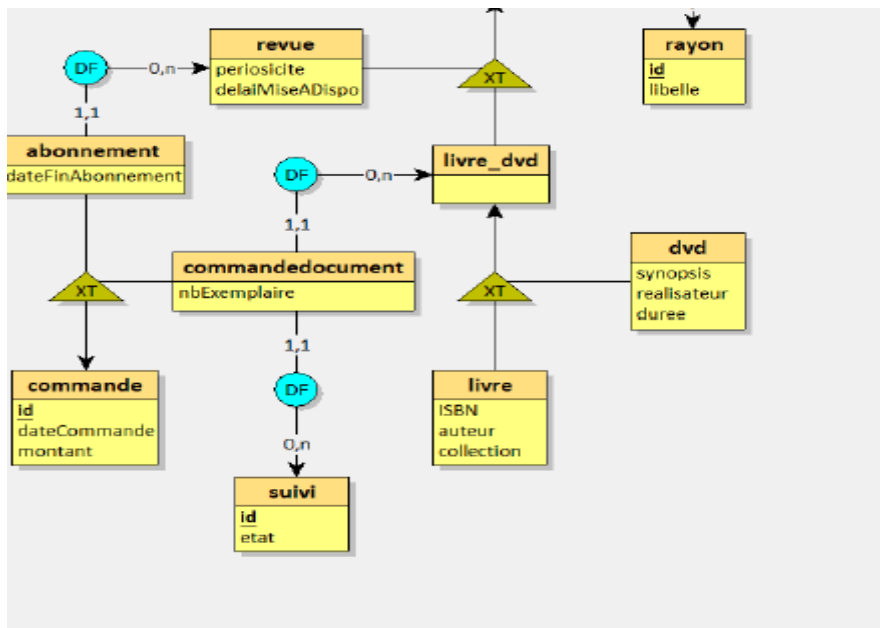 revue
periosicite
delaiMiseADispo
XT
rayon
id
libelle
DF
0,n
1,1
abonnement
dateFinAbonnement
DF
0,n
livre_dvd
1,1
commandedocument
nbExemplaire
XT
XT
dvd
synopsis
realisateur
duree
1,1
commande
id
dateCommande
montant
DF
livre
ISBN
auteur
collection
0,n
suivi
id
etat